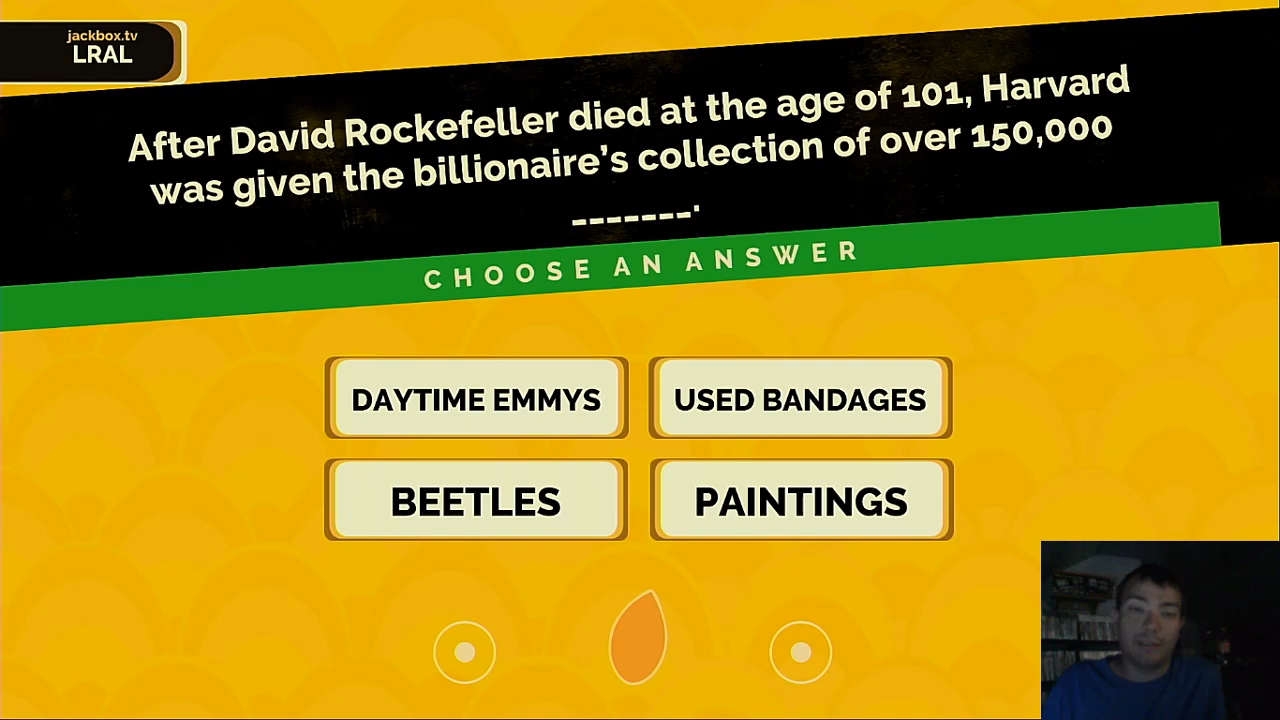 jackbox.tv
LRAL
After David Rockefeller died at the age of 101, Harvard
was given the billionaire’s collection of over 150,000
_______.
CHOOSE AN ANSWER
DAYTIME EMMYS
USED BANDAGES
BEETLES
PAINTINGS